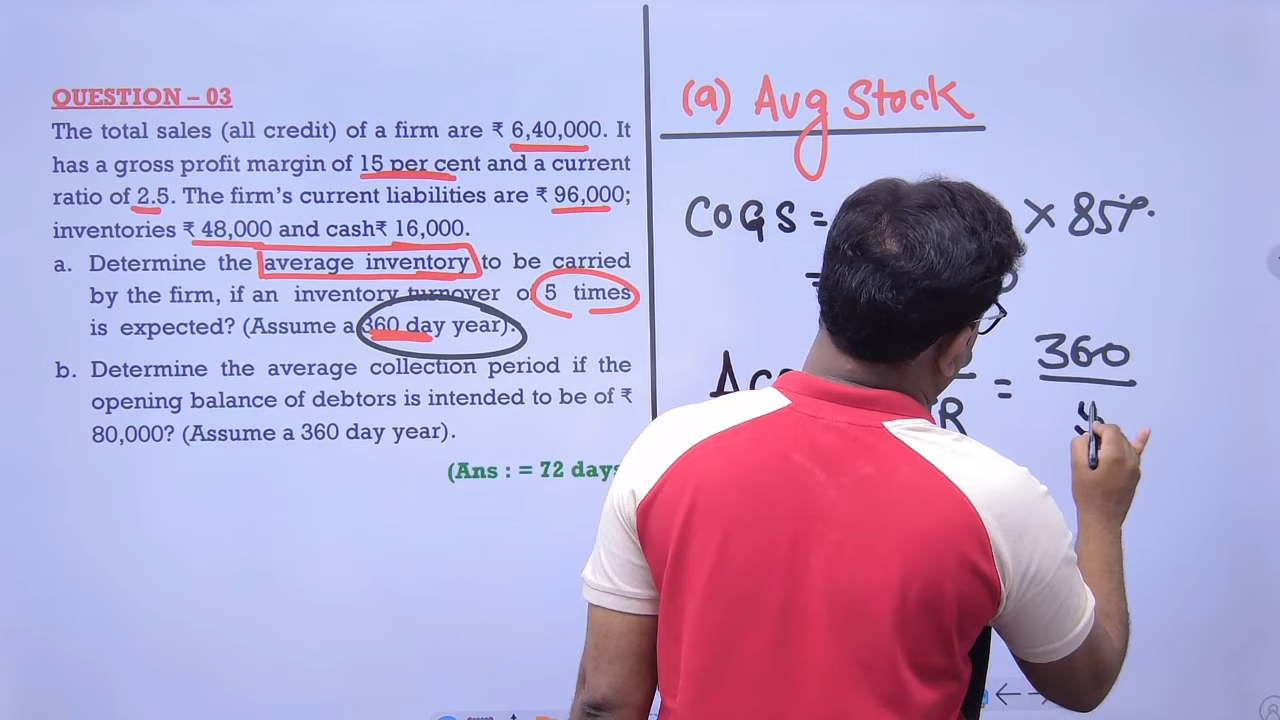 QUESTION – 03
The total sales (all credit) of a firm are ₹ 6,40,000. It
has a gross profit margin of 15 per cent and a current
ratio of 2.5. The firm's current liabilities are ₹ 96,000;
inventories ₹ 48,000 and cash₹ 16,000.
a. Determine the average inventory to be carried
by the firm, if an inventory turnover of 5 times
is expected? (Assume a 360 day year).
b. Determine the average collection period if the
opening balance of debtors is intended to be of ₹
80,000? (Assume a 360 day year).
(Ans : = 72 days
(a) Avg Stock
COGS = × 85%.
= 360
R